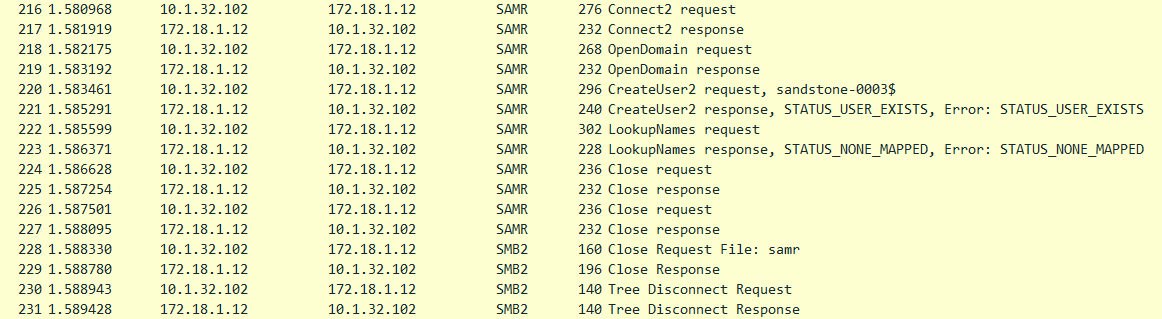 216 1.580968 10.1.32.102 172.18.1.12 SAMR 276 Connect2 request
217 1.581919 172.18.1.12 10.1.32.102 SAMR 232 Connect2 response
218 1.582175 10.1.32.102 172.18.1.12 SAMR 268 OpenDomain request
219 1.583192 172.18.1.12 10.1.32.102 SAMR 232 OpenDomain response
220 1.583461 10.1.32.102 172.18.1.12 SAMR 296 CreateUser2 request, sandstone-0003$
221 1.585291 172.18.1.12 10.1.32.102 SAMR 240 CreateUser2 response, STATUS_USER_EXISTS, Error: STATUS_USER_EXISTS
222 1.585599 10.1.32.102 172.18.1.12 SAMR 302 LookupNames request
223 1.586371 172.18.1.12 10.1.32.102 SAMR 228 LookupNames response, STATUS_NONE_MAPPED, Error: STATUS_NONE_MAPPED
224 1.586628 10.1.32.102 172.18.1.12 SAMR 236 Close request
225 1.587254 172.18.1.12 10.1.32.102 SAMR 232 Close response
226 1.587501 10.1.32.102 172.18.1.12 SAMR 236 Close request
227 1.588095 172.18.1.12 10.1.32.102 SAMR 232 Close response
228 1.588330 10.1.32.102 172.18.1.12 SMB2 160 Close Request File: samr
229 1.588780 172.18.1.12 10.1.32.102 SMB2 196 Close Response
230 1.588943 10.1.32.102 172.18.1.12 SMB2 140 Tree Disconnect Request
231 1.589428 172.18.1.12 10.1.32.102 SMB2 140 Tree Disconnect Response